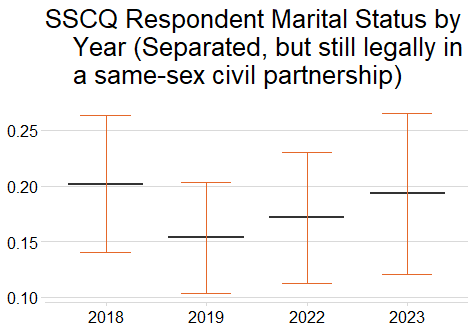 SSCQ Respondent Marital Status by
Year (Separated, but still legally in
a same-sex civil partnership)
0.25
0.20
0.15
0.10
2018 2019 2022 2023